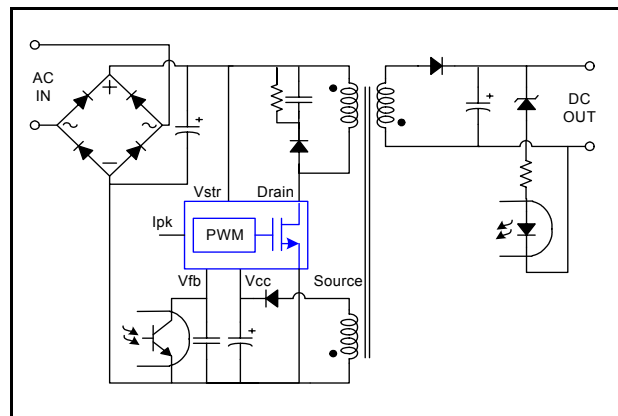 AC
IN
+
-
~
~
+
+
DC
OUT
Vstr
Drain
Ipk
PWM
Vfb
Vcc
Source
+